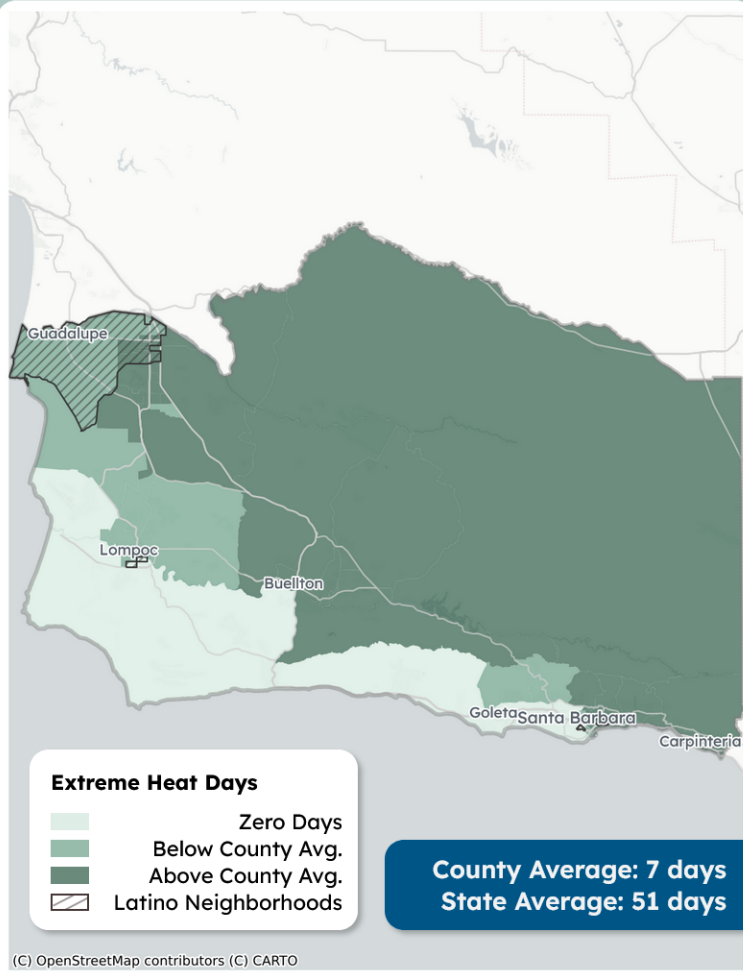 Guadalupe
Lompoc
Buellton
Goleta
Santa Barbara
Carpinteria
Extreme Heat Days
Zero Days
Below County Avg.
Above County Avg.
Latino Neighborhoods
County Average: 7 days
State Average: 51 days
(C) OpenStreetMap contributors (C) CARTO